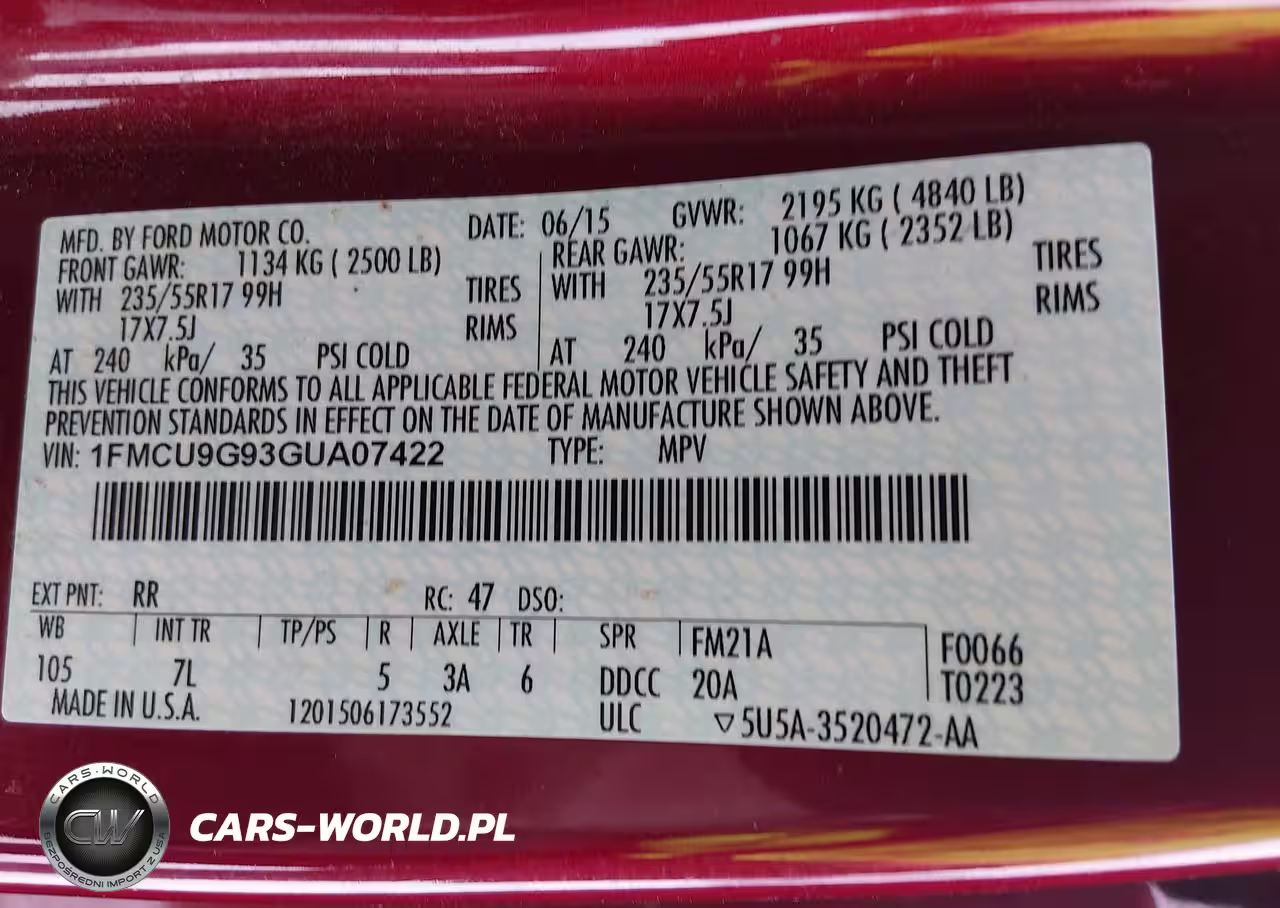 MFD. BY FORD MOTOR CO. DATE: 06/15 GVWR: 2195 KG ( 4840 LB)
FRONT GAWR: 1134 KG ( 2500 LB) REAR GAWR: 1067 KG ( 2352 LB)
WITH 235/55R17 99H TIRES WITH 235/55R17 99H TIRES
17X7.5J RIMS 17X7.5J RIMS
AT 240 kPa/ 35 PSI COLD AT 240 kPa/ 35 PSI COLD
THIS VEHICLE CONFORMS TO ALL APPLICABLE FEDERAL MOTOR VEHICLE SAFETY AND THEFT
PREVENTION STANDARDS IN EFFECT ON THE DATE OF MANUFACTURE SHOWN ABOVE.
VIN: 1FMCU9G93GUA07422 TYPE: MPV
EXT PNT: RR RC: 47 DSO:
WB INT TR TP/PS R AXLE TR SPR FM21A F0066
105 7L 5 3A 6 DDCC 20A T0223
MADE IN U.S.A. 1201506173552 ULC ▽5U5A-3520472-AA
CARS-WORLD
CW
BEZPOŚREDNI IMPORT Z USA
CARS-WORLD.PL